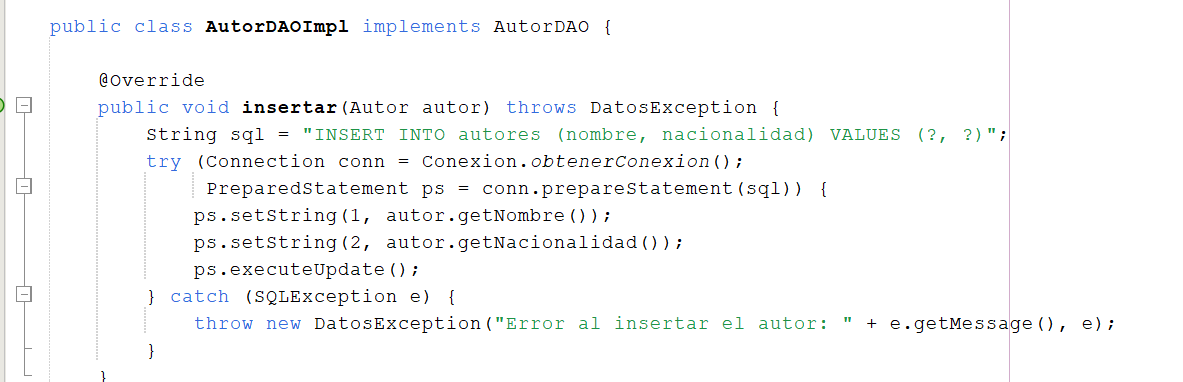 public class AutorDAOImpl implements AutorDAO {
@Override
public void insertar(Autor autor) throws DatosException {
String sql = "INSERT INTO autores (nombre, nacionalidad) VALUES (?, ?)";
try (Connection conn = Conexion.obtenerConexion();
PreparedStatement ps = conn.prepareStatement(sql)) {
ps.setString(1, autor.getNombre());
ps.setString(2, autor.getNacionalidad());
ps.executeUpdate();
} catch (SQLException e) {
throw new DatosException("Error al insertar el autor: " + e.getMessage(), e);
}
}